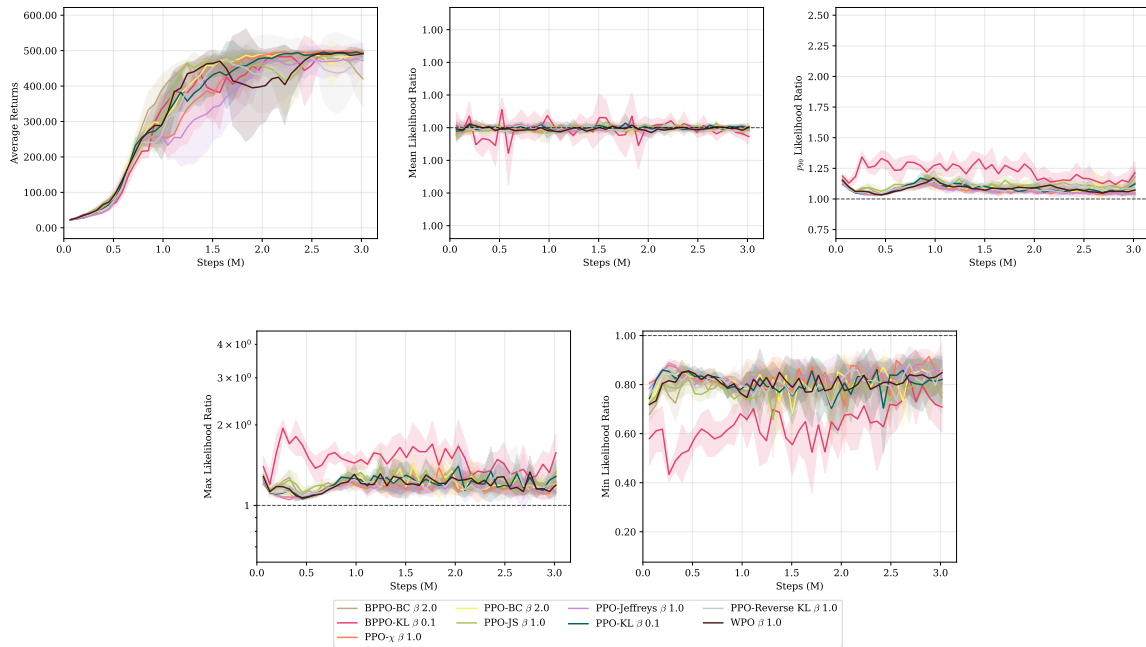 600.00
500.00
400.00
300.00
200.00
100.00
0.00
Average Returns
0.0 0.5 1.0 1.5 2.0 2.5 3.0
Steps (M)
1.00
1.00
1.00
1.00
1.00
1.00
1.00
Mean Likelihood Ratio
0.0 0.5 1.0 1.5 2.0 2.5 3.0
Steps (M)
2.50
2.25
2.00
1.75
1.50
1.25
1.00
0.75
p₉₉ Likelihood Ratio
0.0 0.5 1.0 1.5 2.0 2.5 3.0
Steps (M)
4 × 10⁰
3 × 10⁰
2 × 10⁰
1
Max Likelihood Ratio
0.0 0.5 1.0 1.5 2.0 2.5 3.0
Steps (M)
1.00
0.80
0.60
0.40
0.20
Min Likelihood Ratio
0.0 0.5 1.0 1.5 2.0 2.5 3.0
Steps (M)
BPPO-BC β 2.0 PPO-BC β 2.0 PPO-Jeffreys β 1.0 PPO-Reverse KL β 1.0
BPPO-KL β 0.1 PPO-JS β 1.0 PPO-KL β 0.1 WPO β 1.0
PPO-χ β 1.0